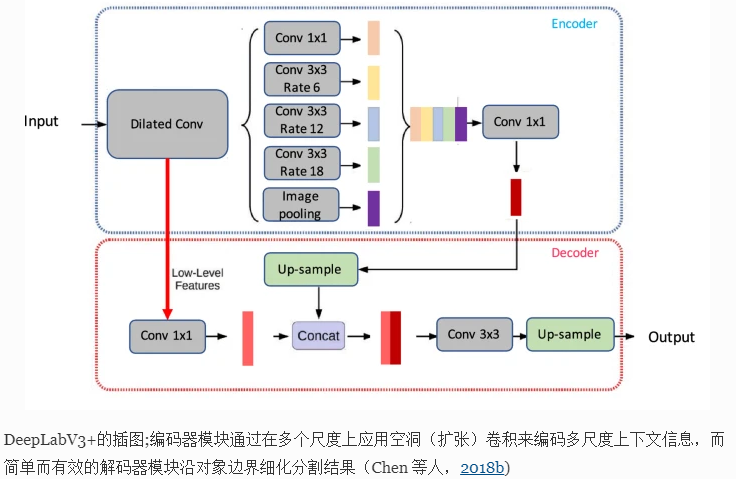 Encoder
Conv 1x1
Conv 3x3
Rate 6
Input
Dilated Conv
Conv 3x3
Rate 12
Conv 1x1
Conv 3x3
Rate 18
Image
pooling
Decoder
Low-Level
Features
Up-sample
Conv 1x1
Concat
Conv 3x3
Up-sample
Output
DeepLabV3+的插图;编码器模块通过在多个尺度上应用空洞（扩张）卷积来编码多尺度上下文信息，而
简单而有效的解码器模块沿对象边界细化分割结果（Chen 等人，2018b)